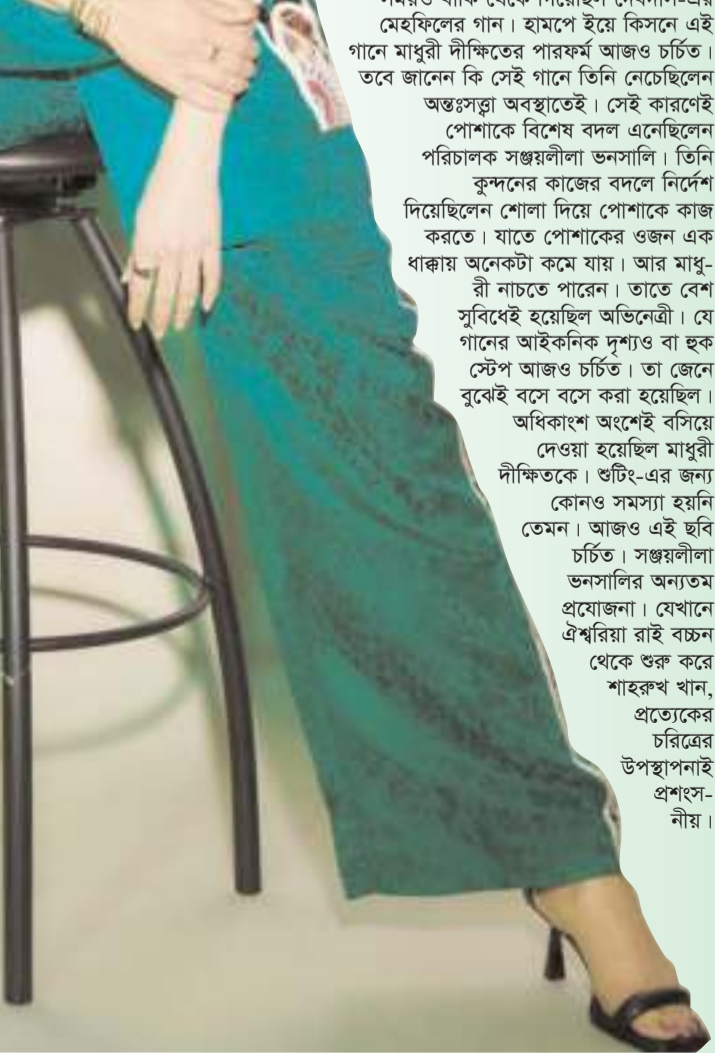 মেহফিলের গান। হামপে ইয়ে কিসনে এই
গানে মাধুরী দীক্ষিতের পারফর্ম আজও চর্চিত।
তবে জানেন কি সেই গানে তিনি নেচেছিলেন
অন্তঃসত্ত্বা অবস্থাতেই। সেই কারণেই
পোশাকে বিশেষ বদল এনেছিলেন
পরিচালক সঞ্জয়লীলা ভনসালি। তিনি
কুন্দনের কাজের বদলে নির্দেশ
দিয়েছিলেন শোলা দিয়ে পোশাকে কাজ
করতে। যাতে পোশাকের ওজন এক
ধাক্কায় অনেকটা কমে যায়। আর মাধু-
রী নাচতে পারেন। তাতে বেশ
সুবিধেই হয়েছিল অভিনেত্রী। যে
গানের আইকনিক দৃশ্যও বা হুক
স্টেপ আজও চর্চিত। তা জেনে
বুঝেই বসে বসে করা হয়েছিল।
অধিকাংশ অংশেই বসিয়ে
দেওয়া হয়েছিল মাধুরী
দীক্ষিতকে। শুটিং-এর জন্য
কোনও সমস্যা হয়নি
তেমন। আজও এই ছবি
চর্চিত। সঞ্জয়লীলা
ভনসালির অন্যতম
প্রযোজনা। যেখানে
ঐশ্বরিয়া রাই বচ্চন
থেকে শুরু করে
শাহরুখ খান,
প্রত্যেকের
চরিত্রের
উপস্থাপনাই
প্রশংস-
নীয়।